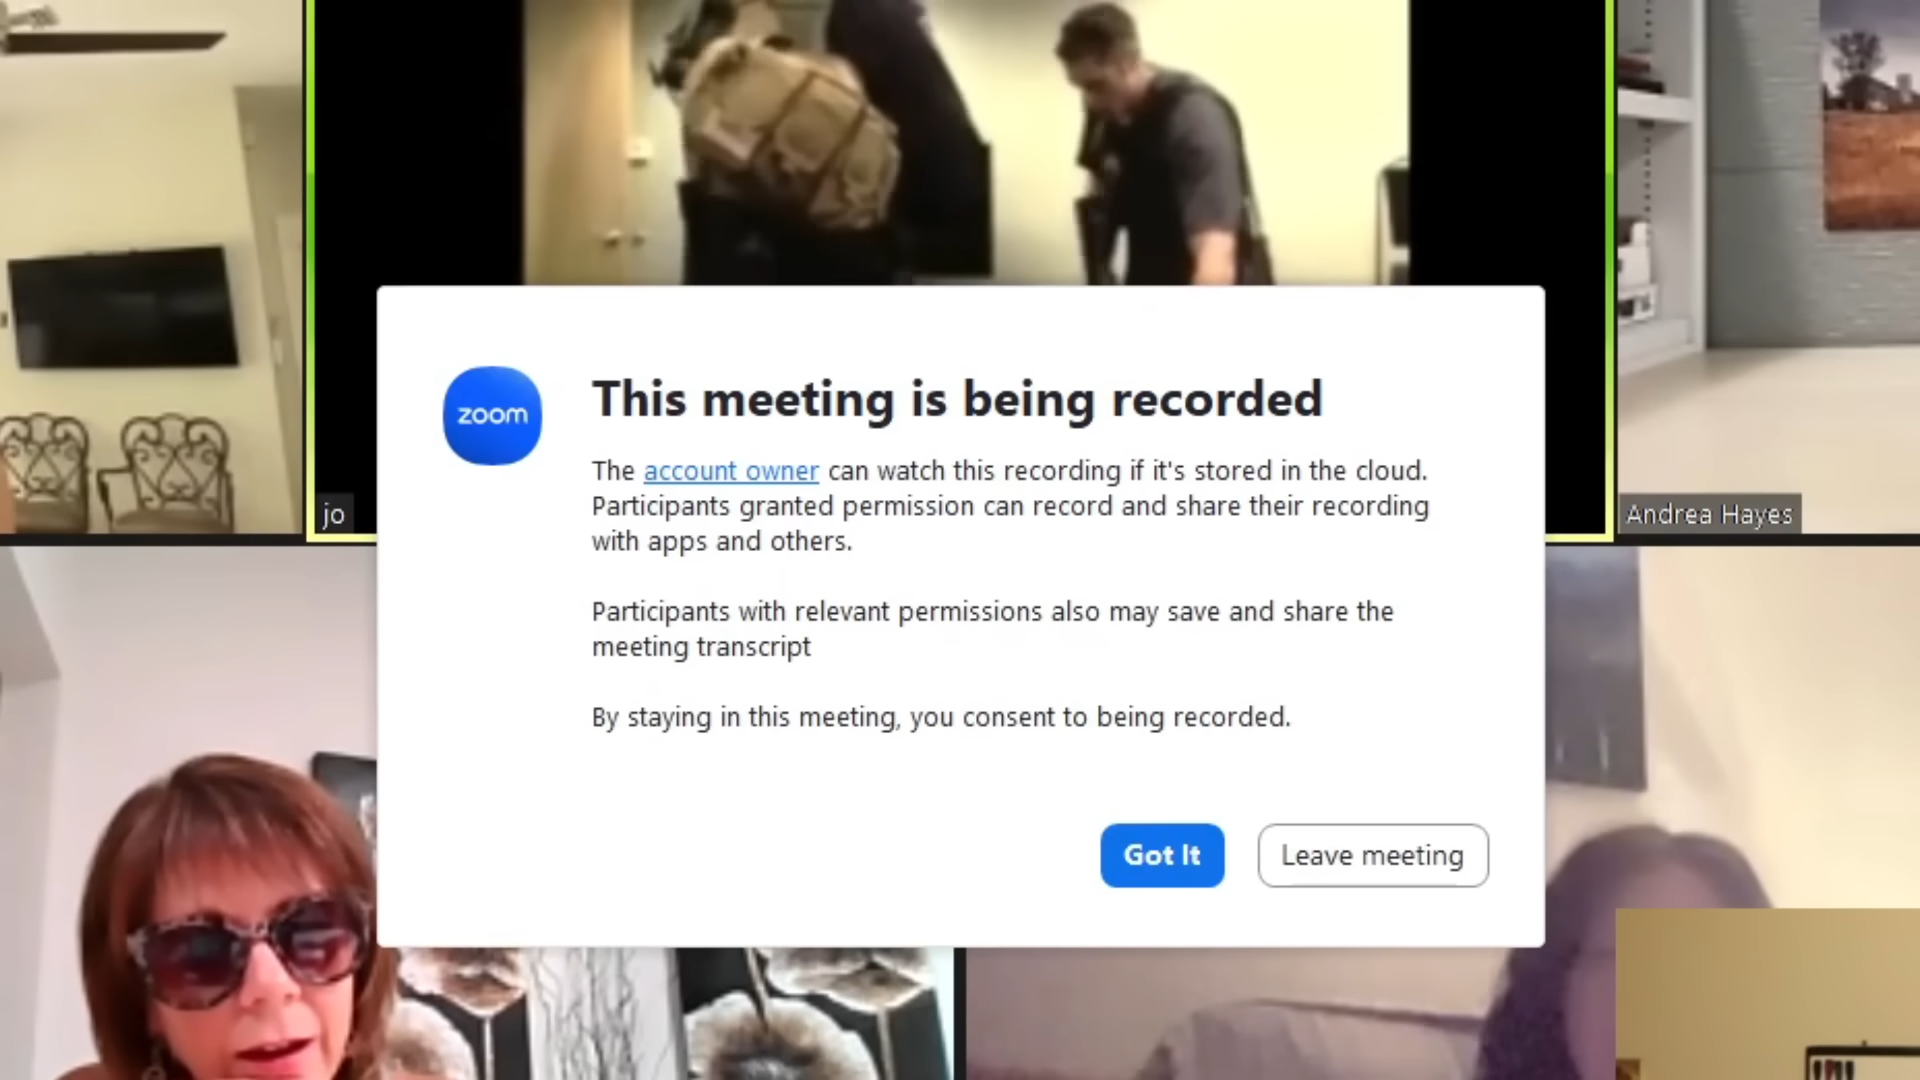 zoom
This meeting is being recorded
The account owner can watch this recording if it's stored in the cloud.
Participants granted permission can record and share their recording
with apps and others.
Participants with relevant permissions also may save and share the
meeting transcript
By staying in this meeting, you consent to being recorded.
Got It
Leave meeting
jo
Andrea Hayes